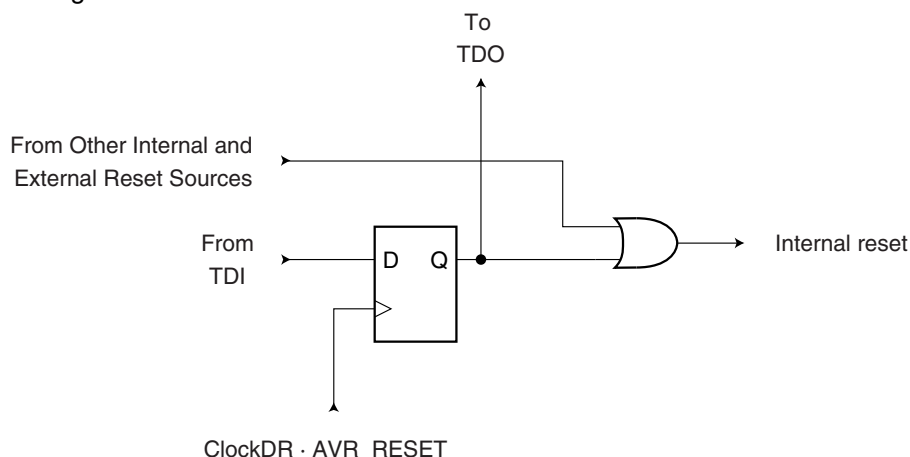 To
TDO
From Other Internal and
External Reset Sources
From
TDI
D Q
Internal reset
ClockDR · AVR_RESET